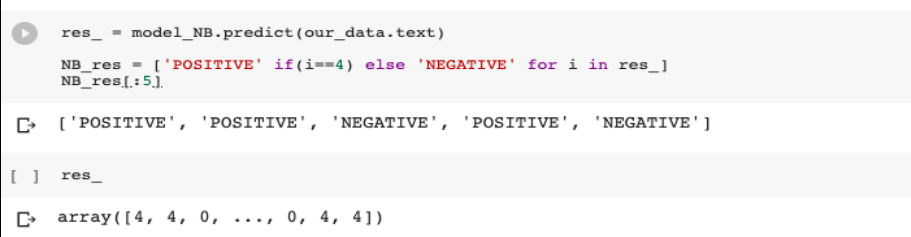 res_ = model_NB.predict(our_data.text)
NB_res = ['POSITIVE' if(i==4) else 'NEGATIVE' for i in res_]
NB_res[:5]
['POSITIVE', 'POSITIVE', 'NEGATIVE', 'POSITIVE', 'NEGATIVE']
[ ] res_
array([4, 4, 0, ..., 0, 4, 4])